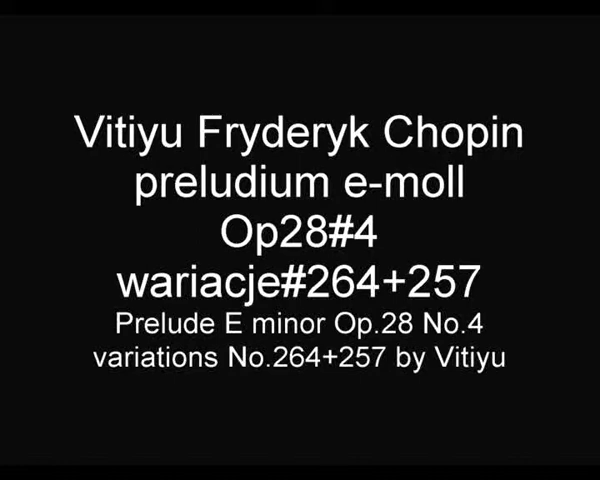 Vitiyu Fryderyk Chopin
preludium e-moll
Op28#4
wariacje#264+257
Prelude E minor Op.28 No.4
variations No.264+257 by Vitiyu